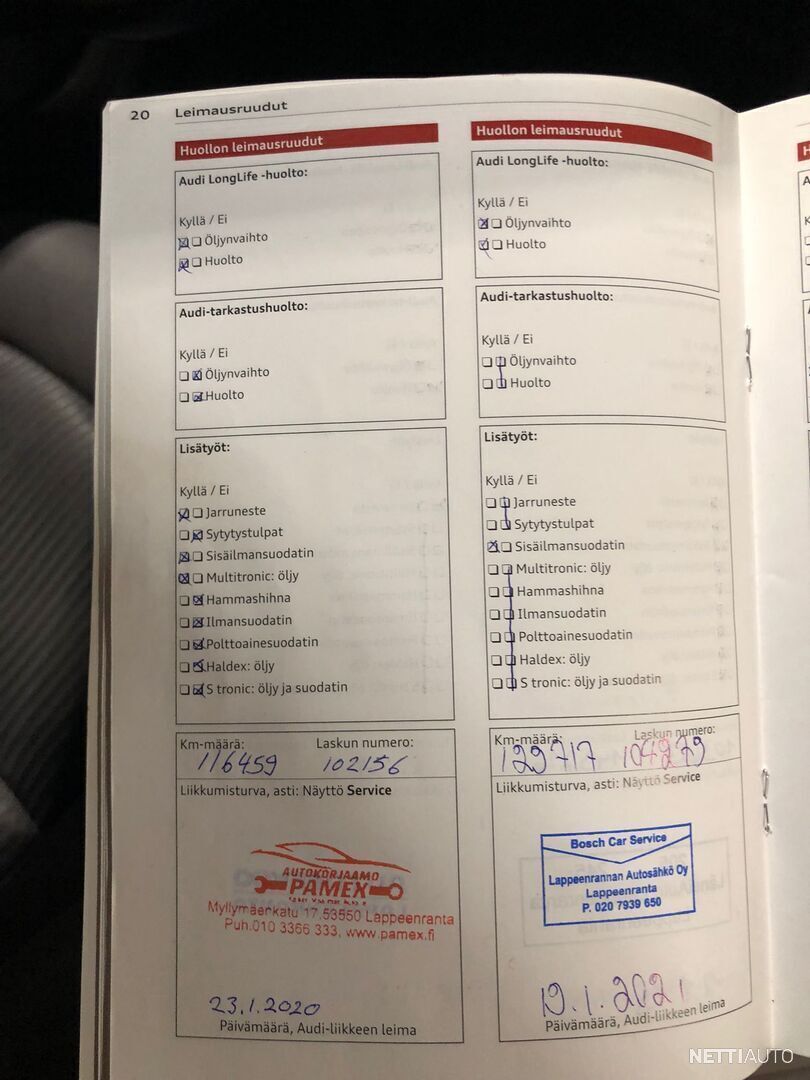 20 Leimausruudut
Huollon leimausruudut
Audi LongLife -huolto:
Kyllä / Ei
Öljynvaihto
Huolto
Audi-tarkastushuolto:
Kyllä / Ei
Öljynvaihto
Huolto
Lisätyöt:
Kyllä / Ei
Jarruneste
Sytytystulpat
Sisäilmansuodatin
Multitronic: öljy
Hammashihna
Ilmansuodatin
Polttoainesuodatin
Haldex: öljy
S tronic: öljy ja suodatin
Km-määrä: Laskun numero:
116459 102156
Liikkumisturva, asti: Näyttö Service
AUTOKORJAAMO
PAMEX
Myllymäenkatu 17, 53550 Lappeenranta
Puh.010 3366 333, www.pamex.fi
23.1.2020
Päivämäärä, Audi-liikkeen leima
Huollon leimausruudut
Audi LongLife -huolto:
Kyllä / Ei
Öljynvaihto
Huolto
Audi-tarkastushuolto:
Kyllä / Ei
Öljynvaihto
Huolto
Lisätyöt:
Kyllä / Ei
Jarruneste
Sytytystulpat
Sisäilmansuodatin
Multitronic: öljy
Hammashihna
Ilmansuodatin
Polttoainesuodatin
Haldex: öljy
S tronic: öljy ja suodatin
Km-määrä: Laskun numero:
129717 104279
Liikkumisturva, asti: Näyttö Service
Bosch Car Service
Lappeenrannan Autosähkö Oy
Lappeenranta
P. 020 7939 650
19.1.2021
Päivämäärä, Audi-liikkeen leima
NETTIAUTO